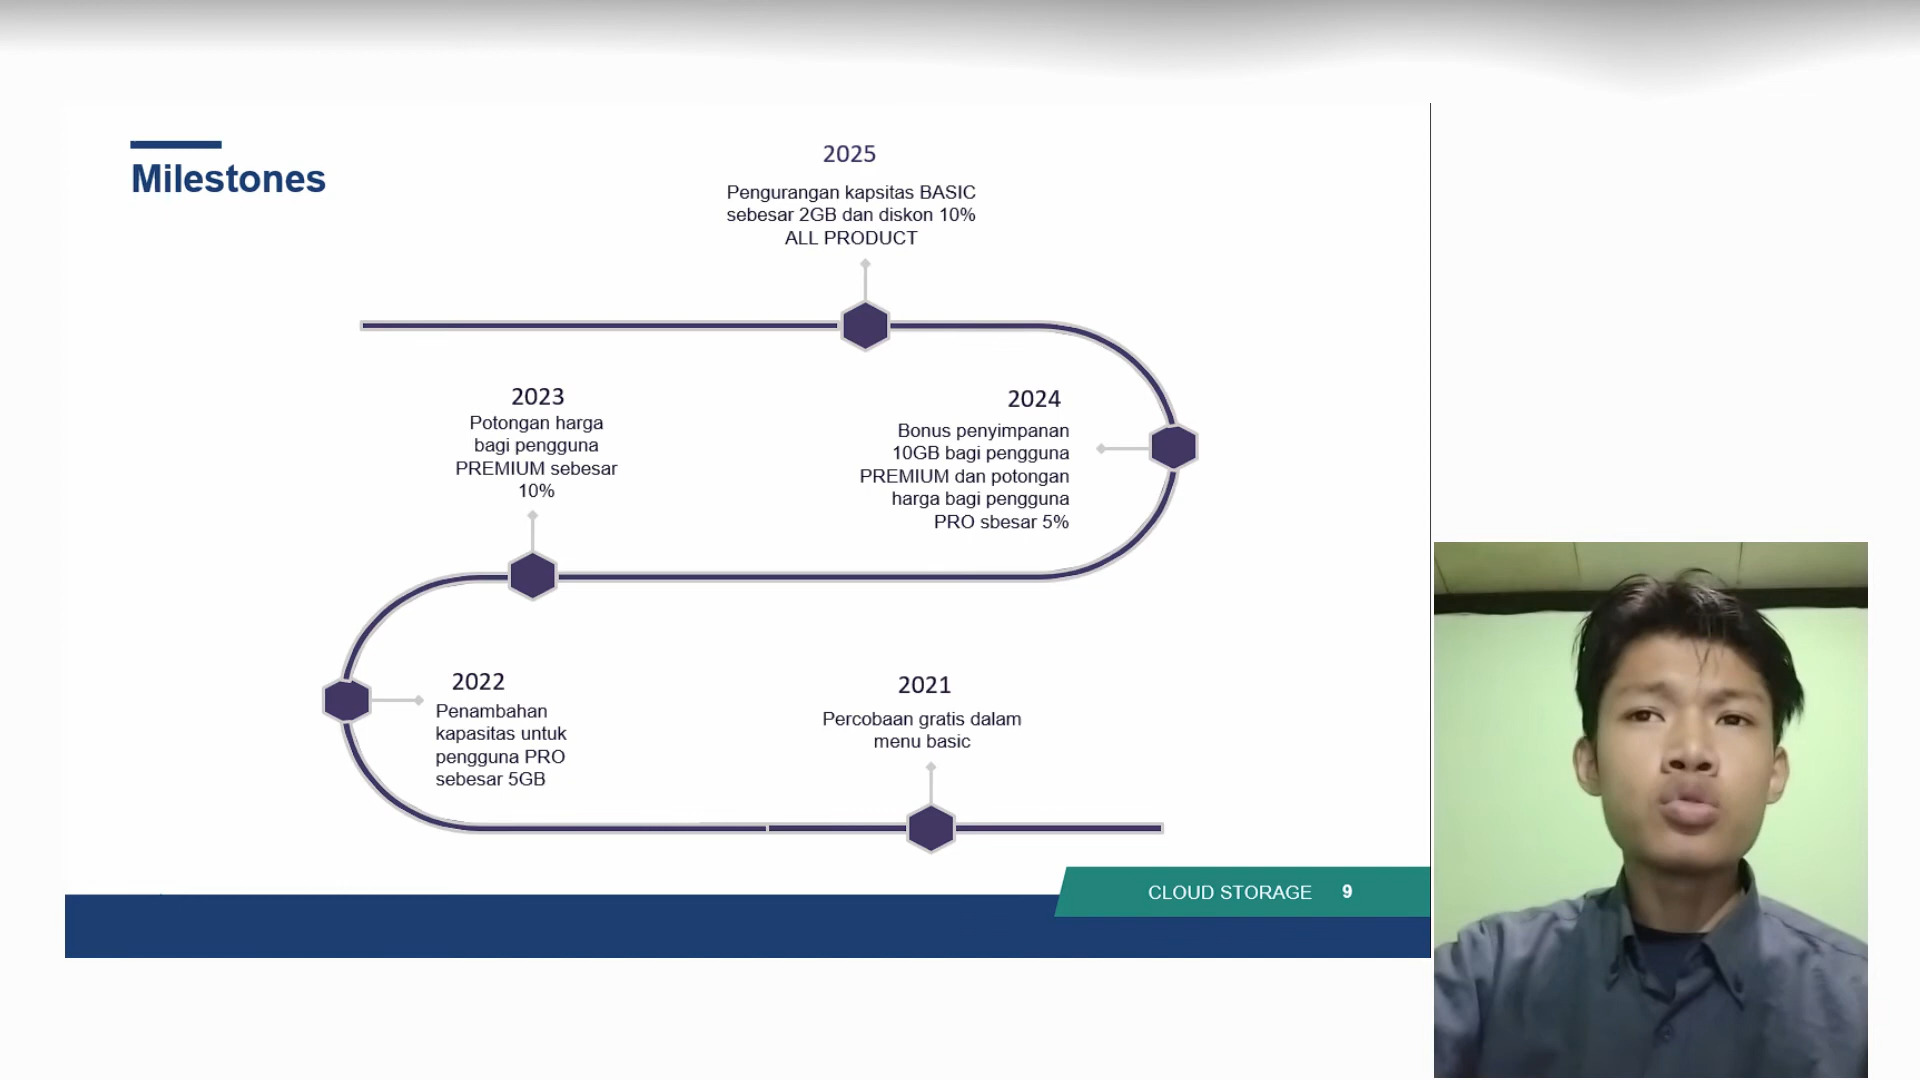 Milestones
2025
Pengurangan kapsitas BASIC
sebesar 2GB dan diskon 10%
ALL PRODUCT
2023
Potongan harga
bagi pengguna
PREMIUM sebesar
10%
2024
Bonus penyimpanan
10GB bagi pengguna
PREMIUM dan potongan
harga bagi pengguna
PRO sbesar 5%
2022
Penambahan
kapasitas untuk
pengguna PRO
sebesar 5GB
2021
Percobaan gratis dalam
menu basic
CLOUD STORAGE 9